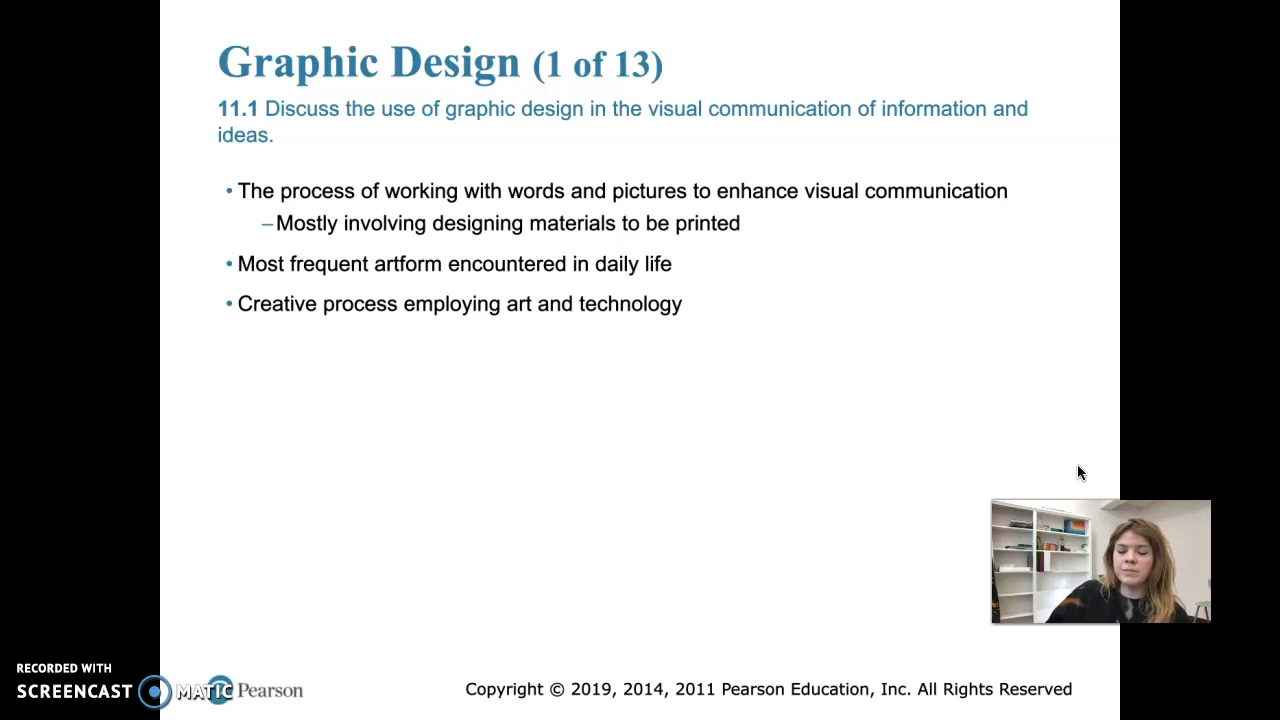 Graphic Design (1 of 13)
11.1 Discuss the use of graphic design in the visual communication of information and
ideas.
• The process of working with words and pictures to enhance visual communication
– Mostly involving designing materials to be printed
• Most frequent artform encountered in daily life
• Creative process employing art and technology
RECORDED WITH
SCREENCAST MATIC
Pearson
Copyright © 2019, 2014, 2011 Pearson Education, Inc. All Rights Reserved